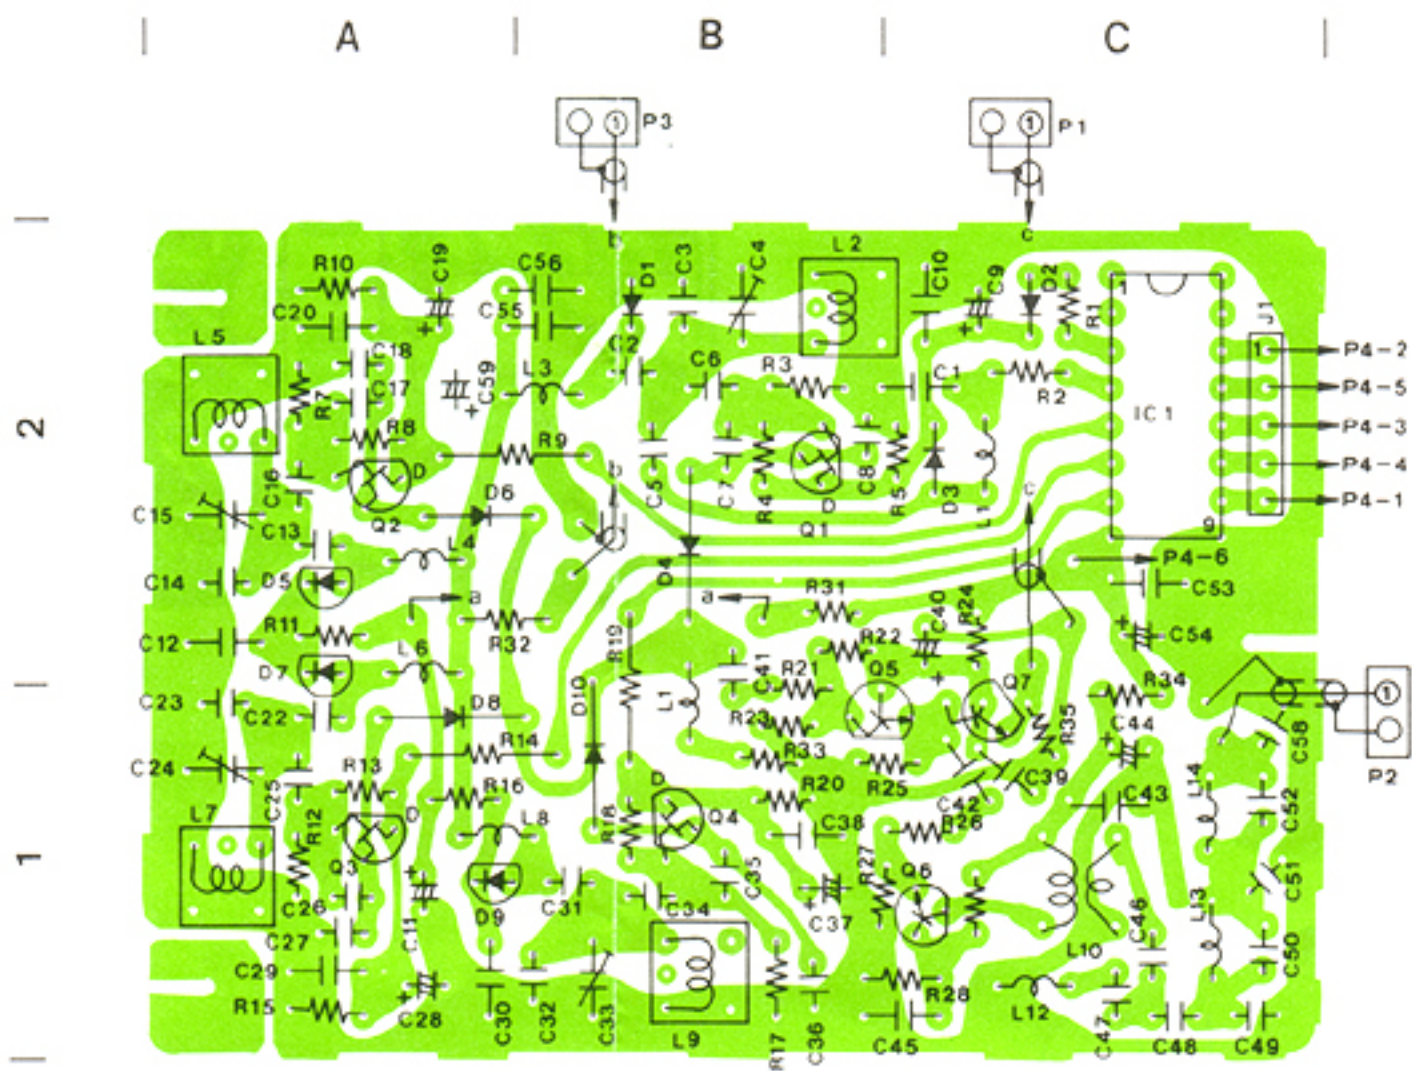 A B C
P3 P1
b c
R10 C19 C56 D1 C3 C4 L2 C10 C9 D2
C20 C55 R1 1 J1
L5 C18 C2 C6 R3 1 P4-2
C59 L3 C1 P4-5
R7 C17 R2
2 R8 IC1 P4-3
R9
C16 D b C5 C7 R4 D C8 R5 D3 L1 c P4-4
C15 Q2 D6 Q1 9 P4-1
C13 L4 D4 P4-6
C14 D5 C53
a a R31
R11 R32 R19 R22 C40 R24 C54
C12
D7 L6 C41 R21 Q5 Q7 R34 1
C23 C22 D8 D10 L1 R23 R35 C44 C58
C24 R14 R33 P2
R13 R16 D R20 R25 C39 L14
C25 C42 C43 C52
L7 R12 D L8 R18 Q4 C38 R26
1 Q3 C35 R27 Q6 C51
C26 C11 D9 C31 C34 C37 L13
C27 L10 C46
C29 C50
R15 C28 C30 C32 C33 L9 R17 C36 R28 L12
C45 C47 C48 C49